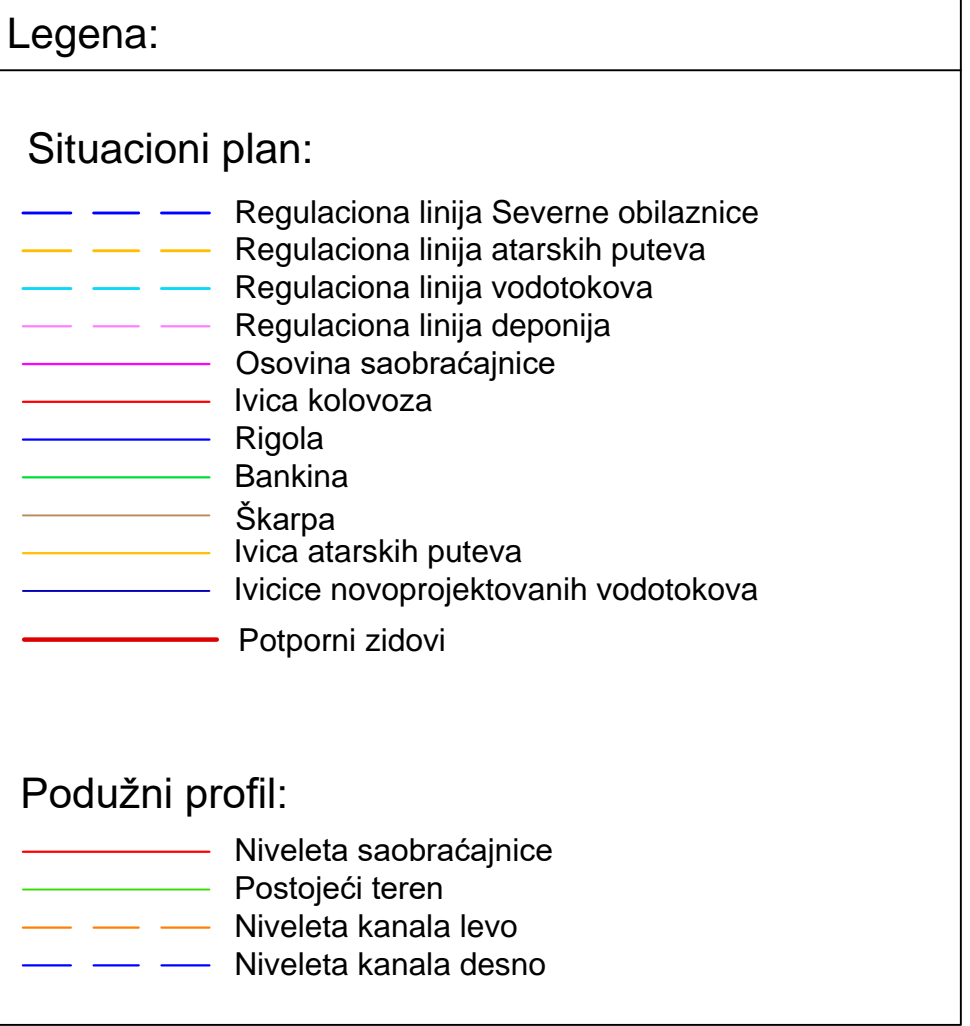 Legena:
Situacioni plan:
Regulaciona linija Severne obilaznice
Regulaciona linija atarskih puteva
Regulaciona linija vodotokova
Regulaciona linija deponija
Osovina saobraćajnice
Ivica kolovoza
Rigola
Bankina
Škarpa
Ivica atarskih puteva
Ivicice novoprojektovanih vodotokova
Potporni zidovi
Podužni profil:
Niveleta saobraćajnice
Postojeći teren
Niveleta kanala levo
Niveleta kanala desno